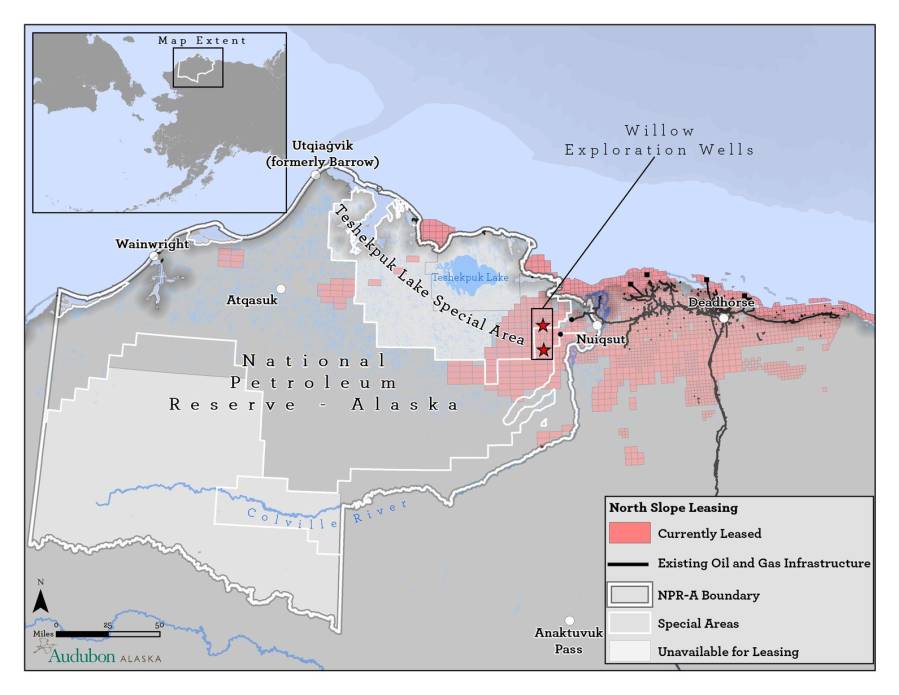 Map Extent
Willow
Exploration Wells
Utqiaġvik
(formerly Barrow)
Wainwright
Teshekpuk Lake Special Area
Teshekpuk Lake
Atqasuk
Deadhorse
Nuiqsut
National
Petroleum
Reserve - Alaska
Colville River
North Slope Leasing
Currently Leased
Existing Oil and Gas Infrastructure
NPR-A Boundary
Special Areas
Unavailable for Leasing
N
0 25 50
Miles
Audubon ALASKA
Anaktuvuk
Pass